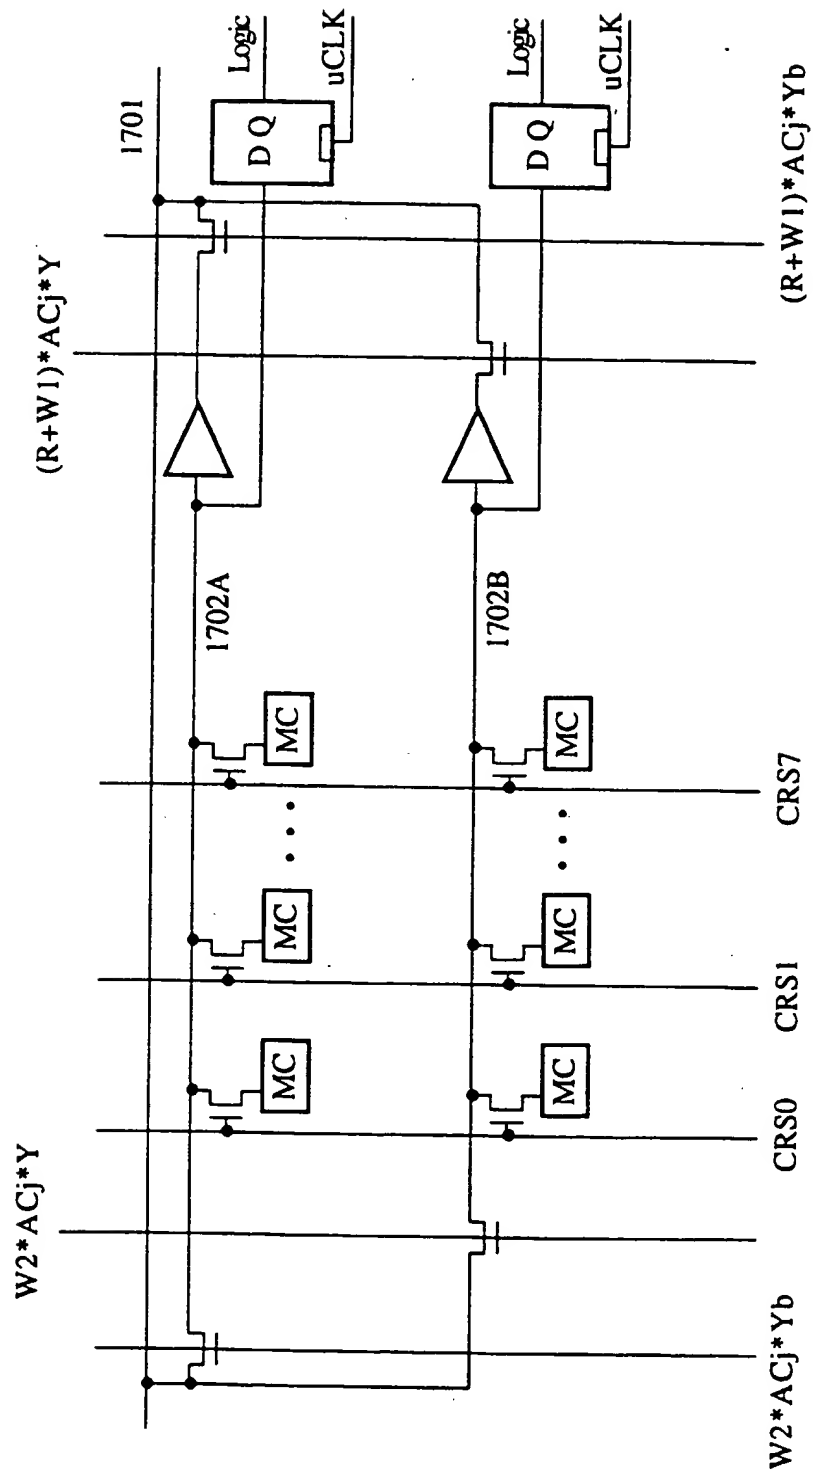 Logic
uCLK
D Q
1701
Logic
uCLK
D Q
(R+W1)*ACj*Y
(R+W1)*ACj*Yb
1702A
1702B
MC
MC
CRS7
MC
MC
CRS1
MC
MC
CRS0
W2*ACj*Y
W2*ACj*Yb